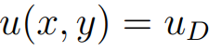 u(x, y) = u_D